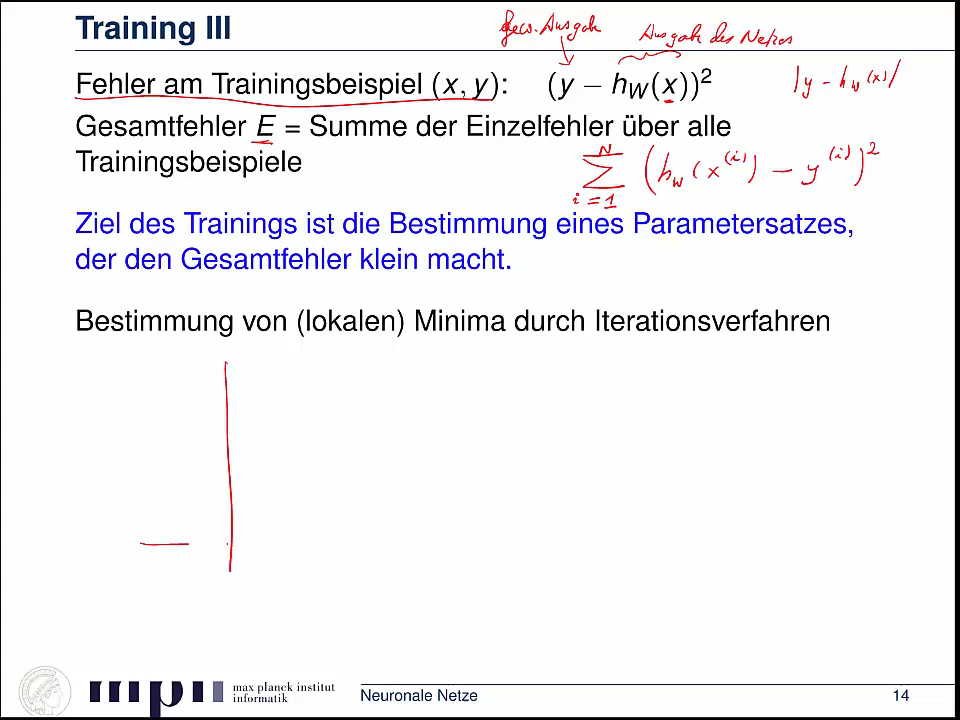 Training III
gew. Ausgabe
Ausgabe des Netzes
Fehler am Trainingsbeispiel (x, y): (y − h_W(x))²
|y - h_w(x)|
Gesamtfehler E = Summe der Einzelfehler über alle
Trainingsbeispiele
∑_{i=1}^{N} (h_w(x^{(i)}) - y^{(i)})²
Ziel des Trainings ist die Bestimmung eines Parametersatzes,
der den Gesamtfehler klein macht.
Bestimmung von (lokalen) Minima durch Iterationsverfahren
max planck institut
informatik
Neuronale Netze
14